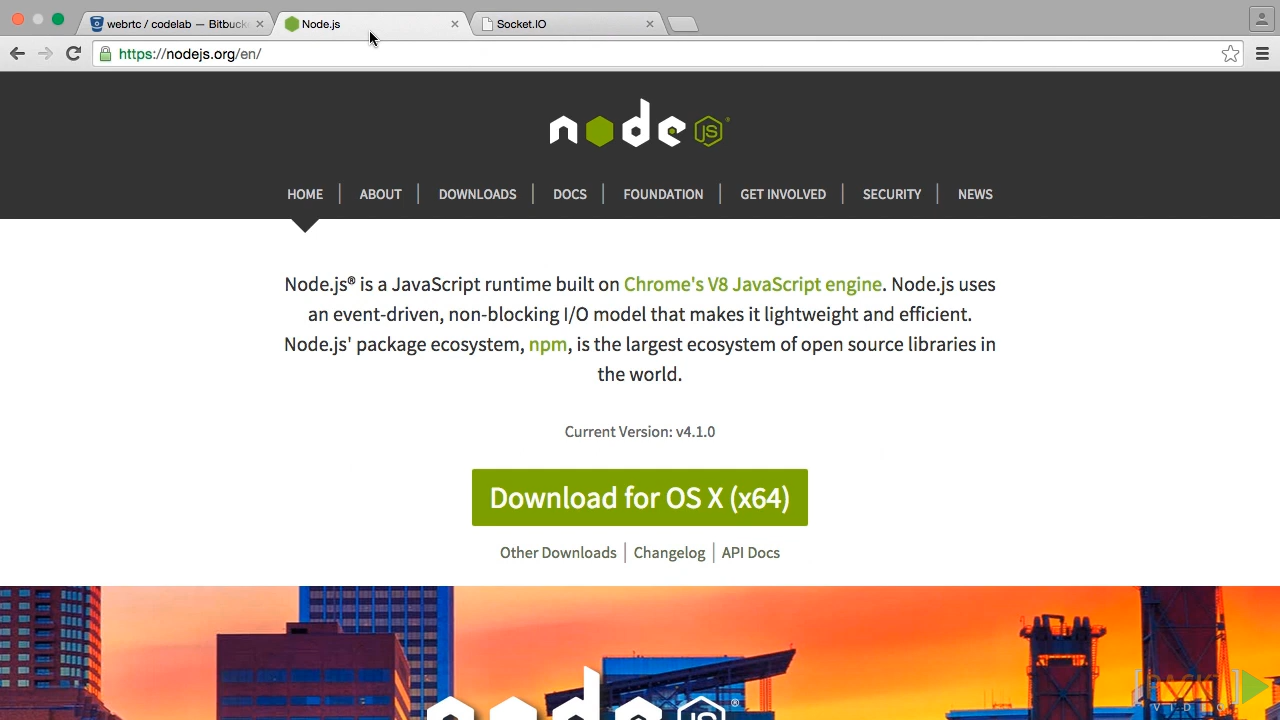 webrtc / codelab — Bitbuck
Node.js
Socket.IO
https://nodejs.org/en/
node JS ®
HOME
ABOUT
DOWNLOADS
DOCS
FOUNDATION
GET INVOLVED
SECURITY
NEWS
Node.js® is a JavaScript runtime built on Chrome's V8 JavaScript engine. Node.js uses
an event-driven, non-blocking I/O model that makes it lightweight and efficient.
Node.js' package ecosystem, npm, is the largest ecosystem of open source libraries in
the world.
Current Version: v4.1.0
Download for OS X (x64)
Other Downloads
Changelog
API Docs
node JS ®
[PACKT]
VIDEO